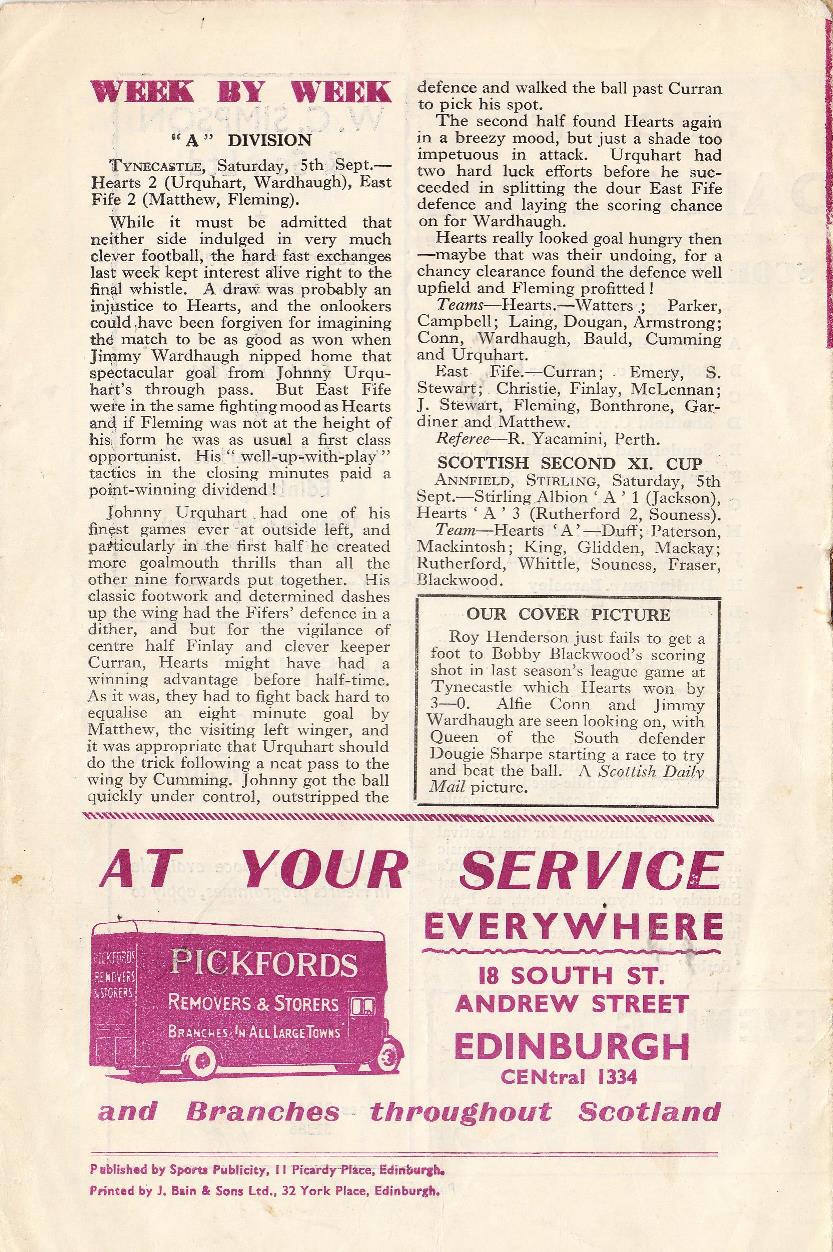 WEEK BY WEEK
"A" DIVISION
TYNECASTLE, Saturday, 5th Sept.—
Hearts 2 (Urquhart, Wardhaugh), East
Fife 2 (Matthew, Fleming).
While it must be admitted that
neither side indulged in very much
clever football, the hard fast exchanges
last week kept interest alive right to the
final whistle. A draw was probably an
injustice to Hearts, and the onlookers
could have been forgiven for imagining
the match to be as good as won when
Jimmy Wardhaugh nipped home that
spectacular goal from Johnny Urqu-
hart's through pass. But East Fife
were in the same fighting mood as Hearts
and if Fleming was not at the height of
his form he was as usual a first class
opportunist. His "well-up-with-play"
tactics in the closing minutes paid a
point-winning dividend!
Johnny Urquhart had one of his
finest games ever at outside left, and
particularly in the first half he created
more goalmouth thrills than all the
other nine forwards put together. His
classic footwork and determined dashes
up the wing had the Fifers' defence in a
dither, and but for the vigilance of
centre half Finlay and clever keeper
Curran, Hearts might have had a
winning advantage before half-time.
As it was, they had to fight back hard to
equalise an eight minute goal by
Matthew, the visiting left winger, and
it was appropriate that Urquhart should
do the trick following a neat pass to the
wing by Cumming. Johnny got the ball
quickly under control, outstripped the
defence and walked the ball past Curran
to pick his spot.
The second half found Hearts again
in a breezy mood, but just a shade too
impetuous in attack. Urquhart had
two hard luck efforts before he suc-
ceeded in splitting the dour East Fife
defence and laying the scoring chance
on for Wardhaugh.
Hearts really looked goal hungry then
—maybe that was their undoing, for a
chancy clearance found the defence well
upfield and Fleming profitted!
Teams—Hearts.—Watters; Parker,
Campbell; Laing, Dougan, Armstrong;
Conn, Wardhaugh, Bauld, Cumming
and Urquhart.
East Fife.—Curran; Emery, S.
Stewart; Christie, Finlay, McLennan;
J. Stewart, Fleming, Bonthrone, Gar-
diner and Matthew.
Referee—R. Yacamini, Perth.
SCOTTISH SECOND XI. CUP
ANNFIELD, STIRLING, Saturday, 5th
Sept.—Stirling Albion 'A' 1 (Jackson),
Hearts 'A' 3 (Rutherford 2, Souness).
Team—Hearts 'A'—Duff; Paterson,
Mackintosh; King, Glidden, Mackay;
Rutherford, Whittle, Souness, Fraser,
Blackwood.
OUR COVER PICTURE
Roy Henderson just fails to get a
foot to Bobby Blackwood's scoring
shot in last season's league game at
Tynecastle which Hearts won by
3—0. Alfie Conn and Jimmy
Wardhaugh are seen looking on, with
Queen of the South defender
Dougie Sharpe starting a race to try
and beat the ball. A Scottish Daily
Mail picture.
AT YOUR SERVICE
EVERYWHERE
PICKFORDS
REMOVERS
& STORERS
PICKFORDS
REMOVERS & STORERS
BRANCHES IN ALL LARGE TOWNS
18 SOUTH ST.
ANDREW STREET
EDINBURGH
CENtral 1334
and Branches throughout Scotland
Published by Sports Publicity, 11 Picardy Place, Edinburgh.
Printed by J. Bain & Sons Ltd., 32 York Place, Edinburgh.